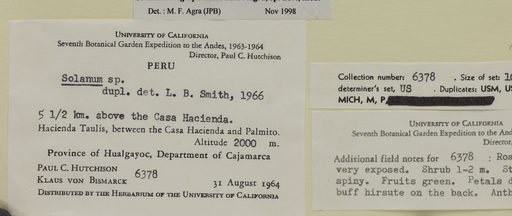 Det. : M. F. Agra (JPB) Nov 1998
UNIVERSITY OF CALIFORNIA
Seventh Botanical Garden Expedition to the Andes, 1963-1964
Director, Paul C. Hutchison
PERU
Solanum sp.
dupl. det. L. B. Smith, 1966
5 1/2 km. above the Casa Hacienda.
Hacienda Taulis, between the Casa Hacienda and Palmito.
Altitude 2000 m.
Province of Hualgayoc, Department of Cajamarca
PAUL C. HUTCHISON
KLAUS VON BISMARCK 6378 31 August 1964
DISTRIBUTED BY THE HERBARIUM OF THE UNIVERSITY OF CALIFORNIA
Collection number: 6378 . Size of set:
determiner's set, US . Duplicates: USM,
MICH, M, P,
UNIVERSITY OF CALIFORNIA
Seventh Botanical Garden Expedition to the
Director,
Additional field notes for 6378 :
very exposed. Shrub 1-2 m.
spiny. Fruits green. Petals
buff hirsute on the back.